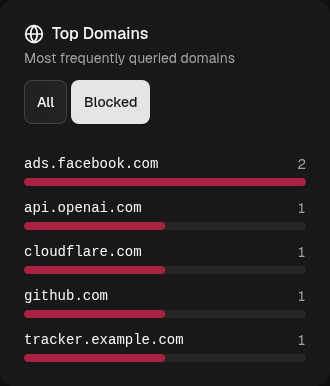 Top Domains
Most frequently queried domains
All Blocked
ads.facebook.com 2
api.openai.com 1
cloudflare.com 1
github.com 1
tracker.example.com 1